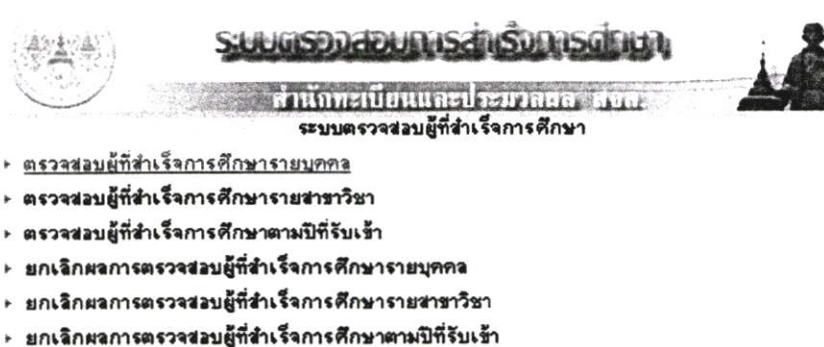 ระบบตรวจสอบการสำเร็จการศึกษา
สำนักทะเบียนและประมวลผล สจล.
ระบบตรวจสอบผู้ที่สำเร็จการศึกษา
ตรวจสอบผู้ที่สำเร็จการศึกษารายบุคคล
ตรวจสอบผู้ที่สำเร็จการศึกษารายสาขาวิชา
ตรวจสอบผู้ที่สำเร็จการศึกษาตามปีที่รับเข้า
ยกเลิกผลการตรวจสอบผู้ที่สำเร็จการศึกษารายบุคคล
ยกเลิกผลการตรวจสอบผู้ที่สำเร็จการศึกษารายสาขาวิชา
ยกเลิกผลการตรวจสอบผู้ที่สำเร็จการศึกษาตามปีที่รับเข้า